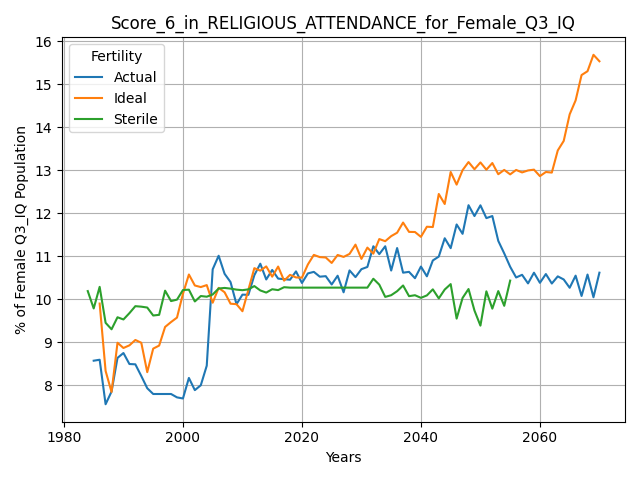 Score_6_in_RELIGIOUS_ATTENDANCE_for_Female_Q3_IQ
Fertility
Actual
Ideal
Sterile
% of Female Q3_IQ Population
16
15
14
13
12
11
10
9
8
1980
2000
2020
2040
2060
Years